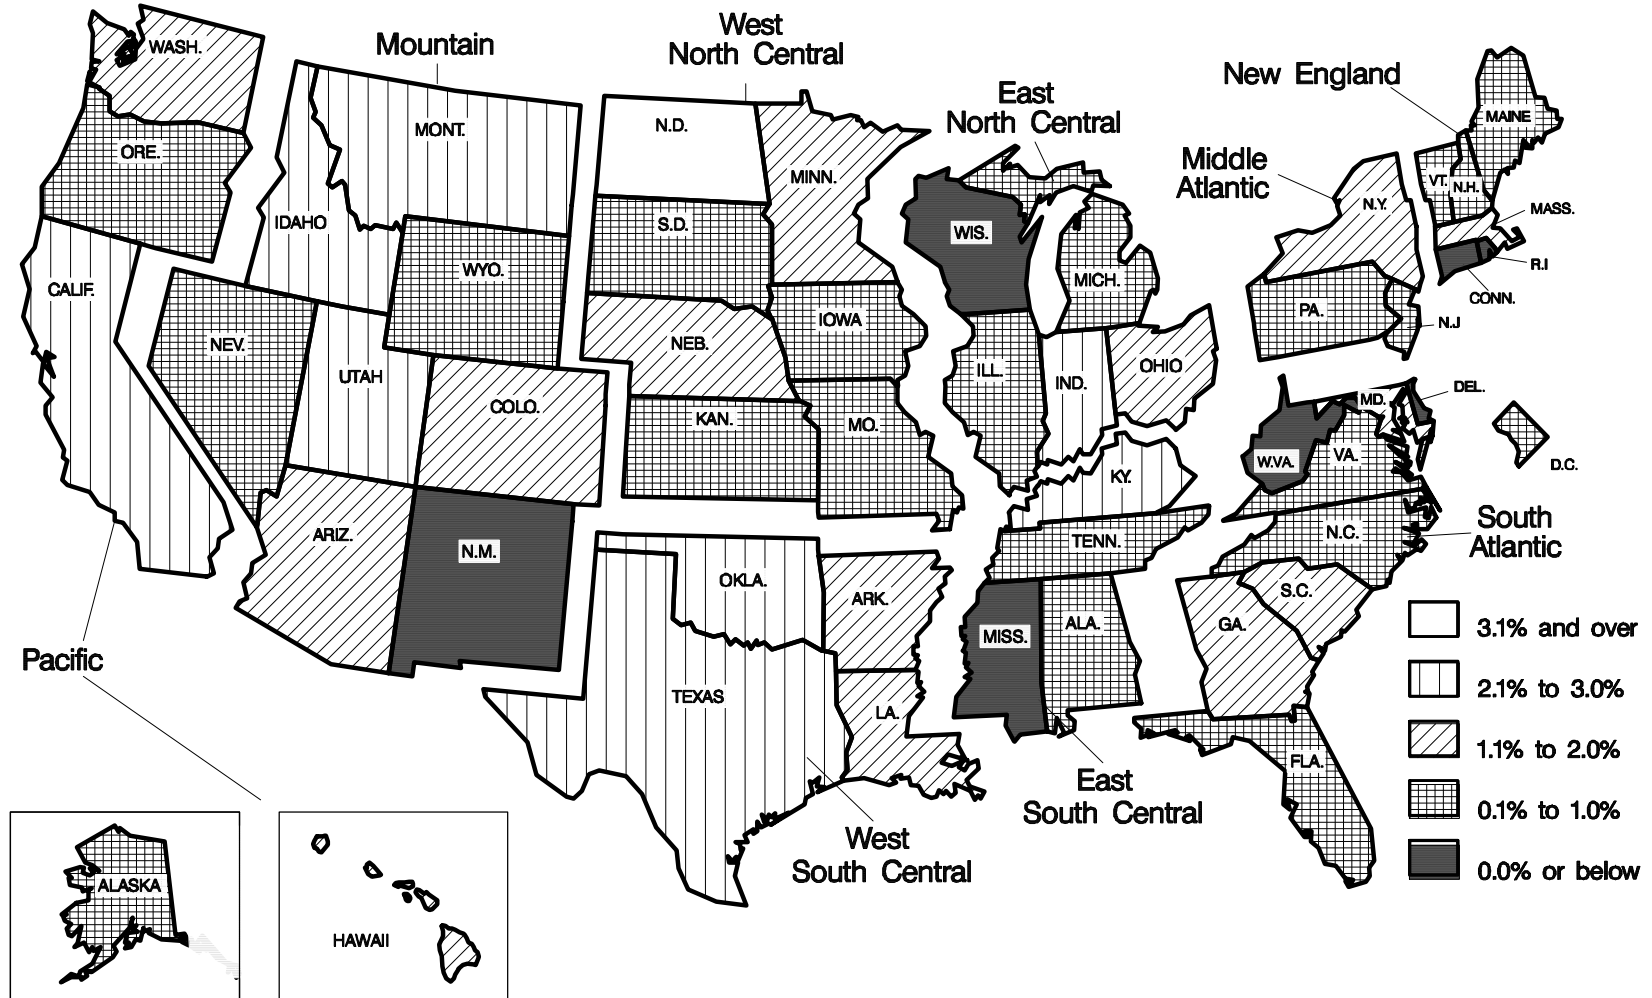 West
North Central
Mountain
WASH.
New England
East
North Central
MAINE
N.D.
MONT.
ORE.
Middle
Atlantic
MINN.
VT.
N.H.
N.Y.
MASS.
IDAHO
S.D.
WIS.
R.I
WYO.
MICH.
CALIF.
CONN.
PA.
IOWA
N.J
NEV.
NEB.
OHIO
ILL.
IND.
UTAH
DEL.
MD.
COLO.
KAN.
MO.
VA.
W.VA.
D.C.
KY.
South
Atlantic
ARIZ.
N.C.
TENN.
N.M.
OKLA.
S.C.
ARK.
GA.
ALA.
MISS.
3.1% and over
Pacific
2.1% to 3.0%
TEXAS
LA.
1.1% to 2.0%
FLA.
East
South Central
0.1% to 1.0%
West
South Central
0.0% or below
ALASKA
HAWAII